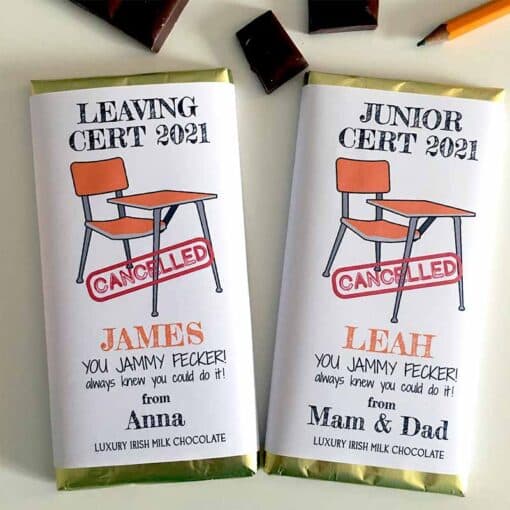 LEAVING
CERT 2021
CANCELLED
JAMES
YOU JAMMY FECKER!
always knew you could do it!
from
Anna
LUXURY IRISH MILK CHOCOLATE
JUNIOR
CERT 2021
CANCELLED
LEAH
YOU JAMMY FECKER!
always knew you could do it!
from
Mam & Dad
LUXURY IRISH MILK CHOCOLATE